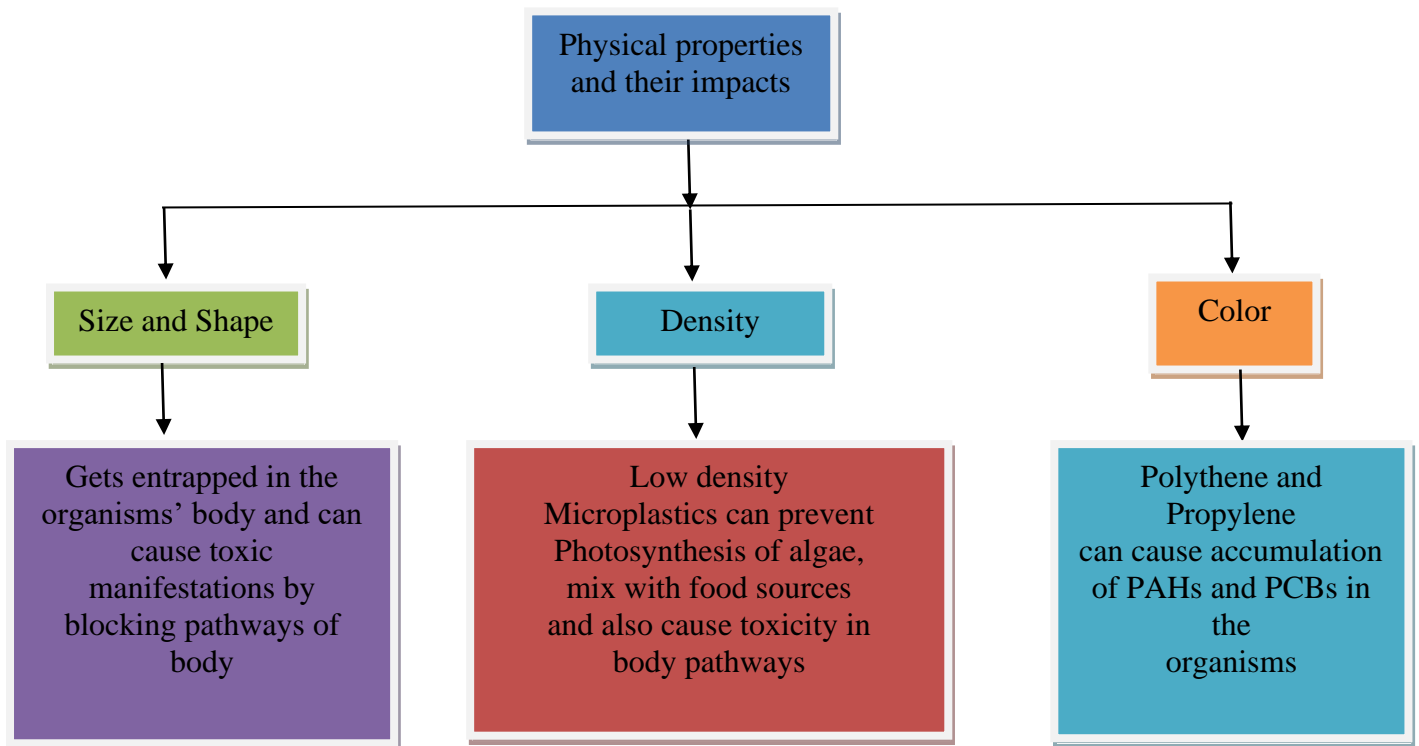 Physical properties
and their impacts
Size and Shape
Density
Color
Gets entrapped in the
organisms’ body and can
cause toxic
manifestations by
blocking pathways of
body
Low density
Microplastics can prevent
Photosynthesis of algae,
mix with food sources
and also cause toxicity in
body pathways
Polythene and
Propylene
can cause accumulation
of PAHs and PCBs in
the
organisms